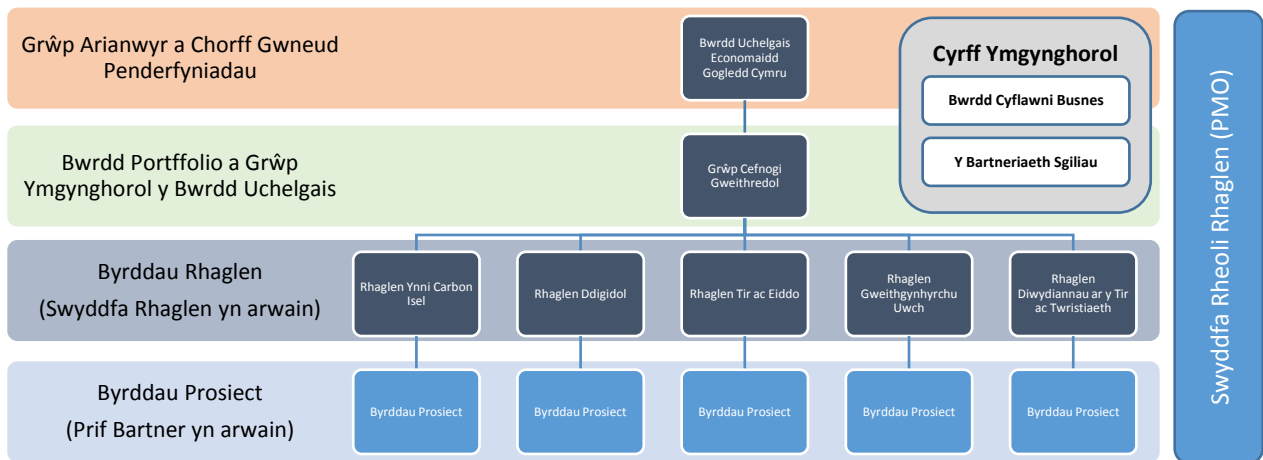 Grŵp Arianwyr a Chorff Gwneud
Penderfyniadau
Bwrdd Uchelgais
Economaidd
Gogledd Cymru
Cyrff Ymgynghorol
Bwrdd Cyflawni Busnes
Y Bartneriaeth Sgiliau
Bwrdd Portffolio a Grŵp
Ymgynghorol y Bwrdd Uchelgais
Grŵp Cefnogi
Gweithredol
Byrddau Rhaglen
(Swyddfa Rhaglen yn arwain)
Rhaglen Ynni Carbon
Isel
Rhaglen Ddigidol
Rhaglen Tir ac Eiddo
Rhaglen
Gweithgynhyrchu
Uwch
Rhaglen
Diwydiannau ar y Tir
ac Twristiaeth
Byrddau Prosiect
(Prif Bartner yn arwain)
Byrddau Prosiect
Byrddau Prosiect
Byrddau Prosiect
Byrddau Prosiect
Byrddau Prosiect
Swyddfa Rheoli Rhaglen (PMO)